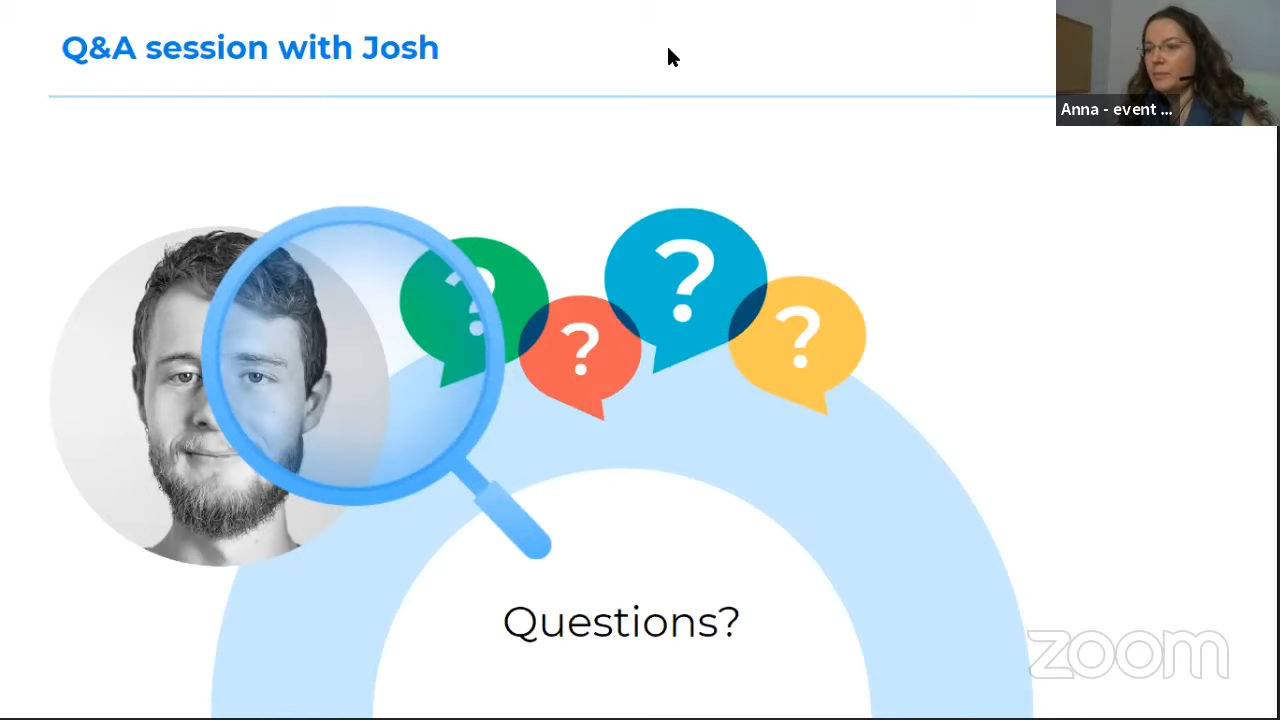 Q&A session with Josh
Anna - event ...
?
?
?
?
Questions?
zoom